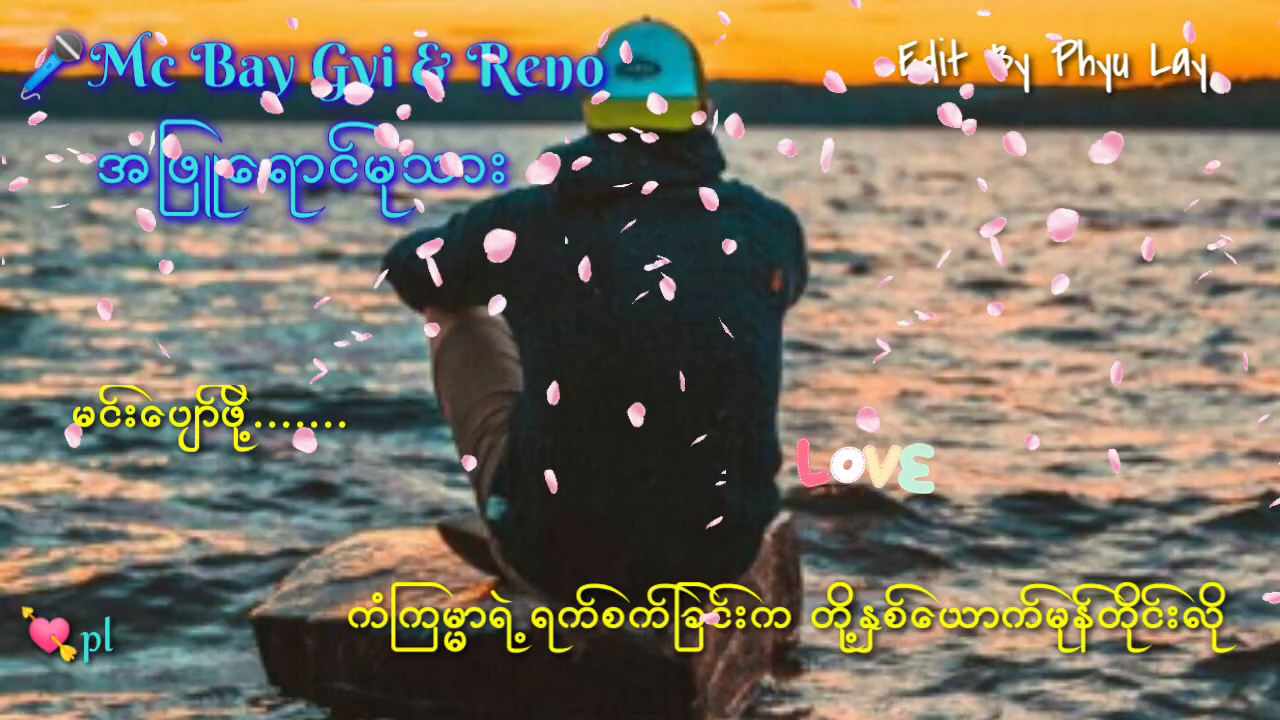 Mc Bay Gyi & Reno
Edit By Phyu Lay
အဖြူရောင်မုသား
မင်းပျော်ဖို့.......
LOVE
ကံကြမ္မာရဲ့ရက်စက်ခြင်းက တို့နှစ်ယောက်မုန်တိုင်းလို
pl